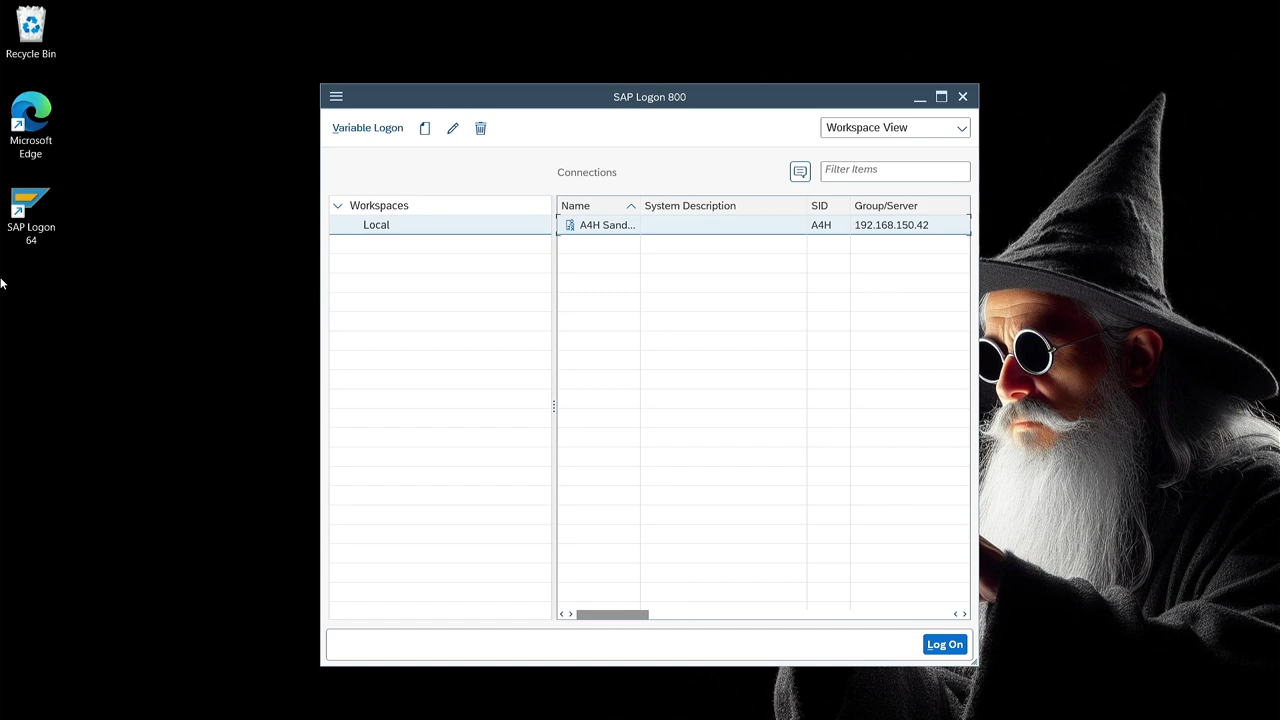 Recycle Bin
Microsoft
Edge
SAP Logon
64
SAP Logon 800
Variable Logon
Workspace View
Connections
Filter Items
Workspaces
Local
Name System Description SID Group/Server
A4H Sand... A4H 192.168.150.42
Log On